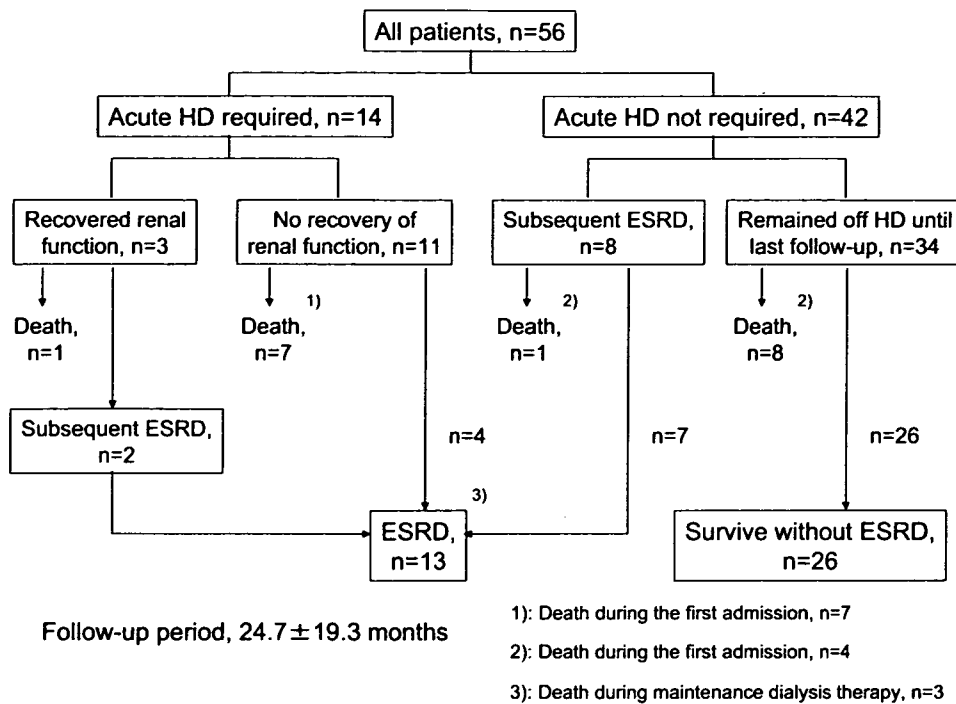 All patients, n=56
Acute HD required, n=14
Acute HD not required, n=42
Recovered renal
function, n=3
No recovery of
renal function, n=11
Subsequent ESRD,
n=8
Remained off HD until
last follow-up, n=34
Death,
n=1
1)
Death,
n=7
2)
Death,
n=1
2)
Death,
n=8
Subsequent ESRD,
n=2
n=4
n=7
n=26
3)
ESRD,
n=13
Survive without ESRD,
n=26
Follow-up period, 24.7±19.3 months
1): Death during the first admission, n=7
2): Death during the first admission, n=4
3): Death during maintenance dialysis therapy, n=3